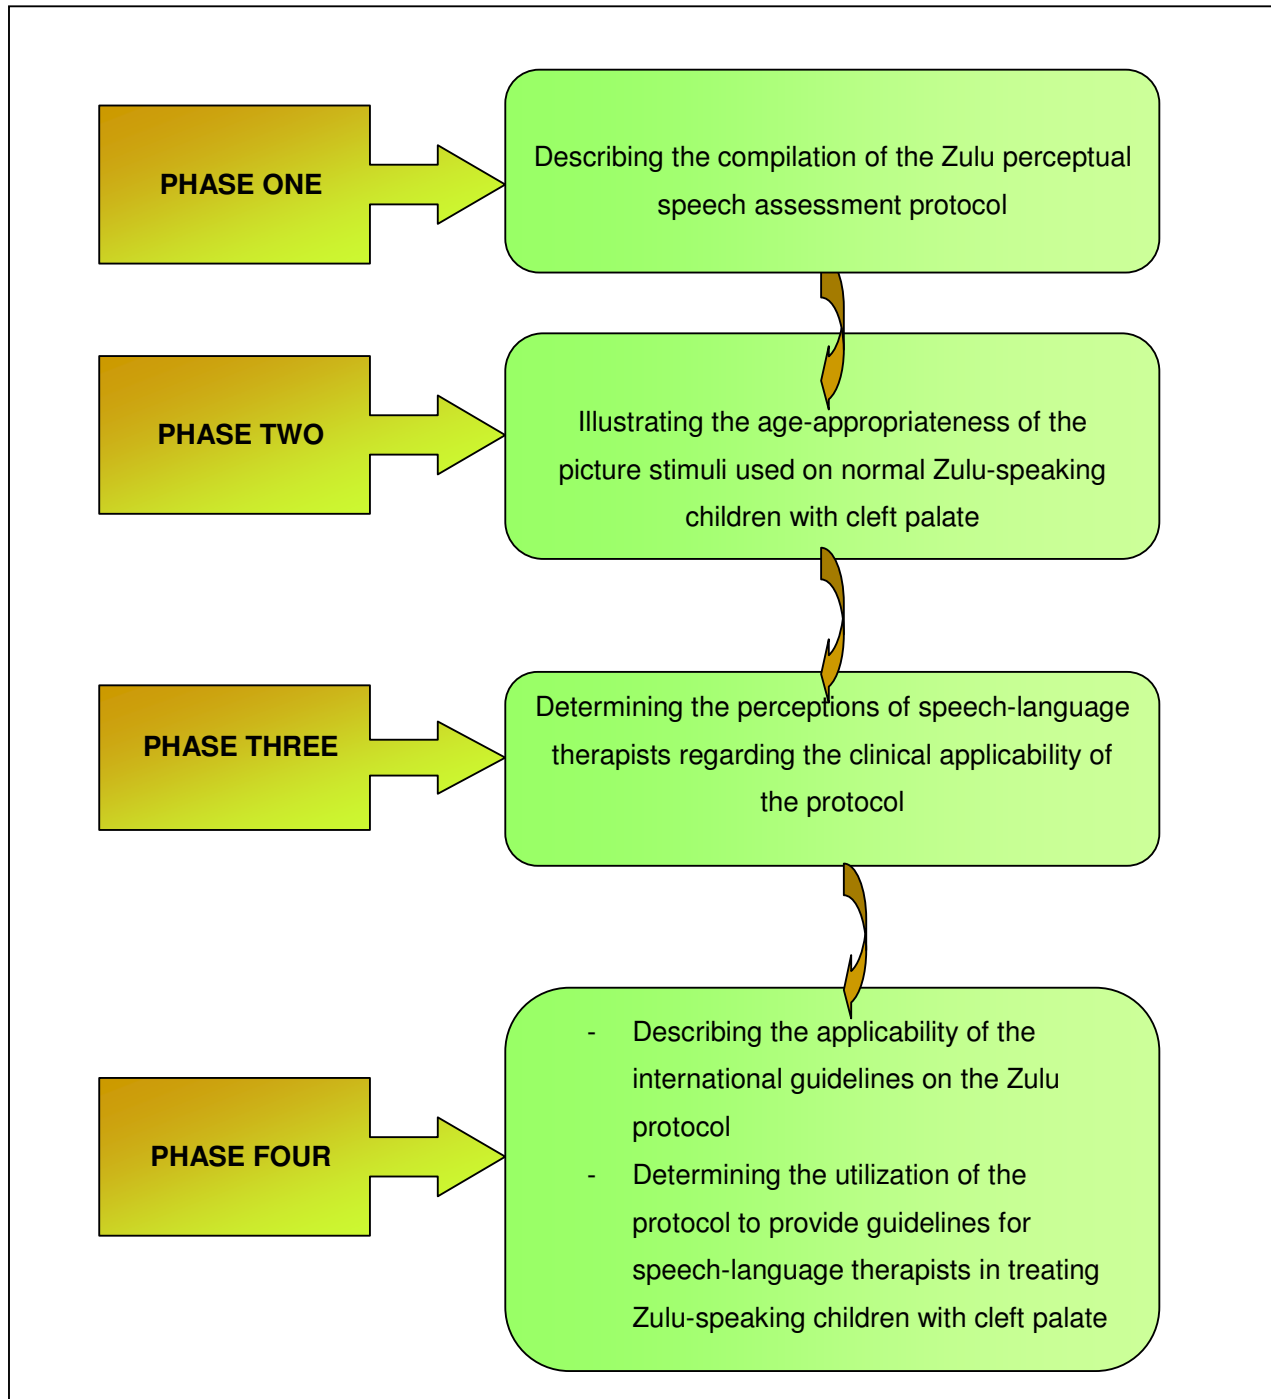 PHASE ONE
Describing the compilation of the Zulu perceptual
speech assessment protocol
PHASE TWO
Illustrating the age-appropriateness of the
picture stimuli used on normal Zulu-speaking
children with cleft palate
PHASE THREE
Determining the perceptions of speech-language
therapists regarding the clinical applicability of
the protocol
PHASE FOUR
- Describing the applicability of the
international guidelines on the Zulu
protocol
- Determining the utilization of the
protocol to provide guidelines for
speech-language therapists in treating
Zulu-speaking children with cleft palate